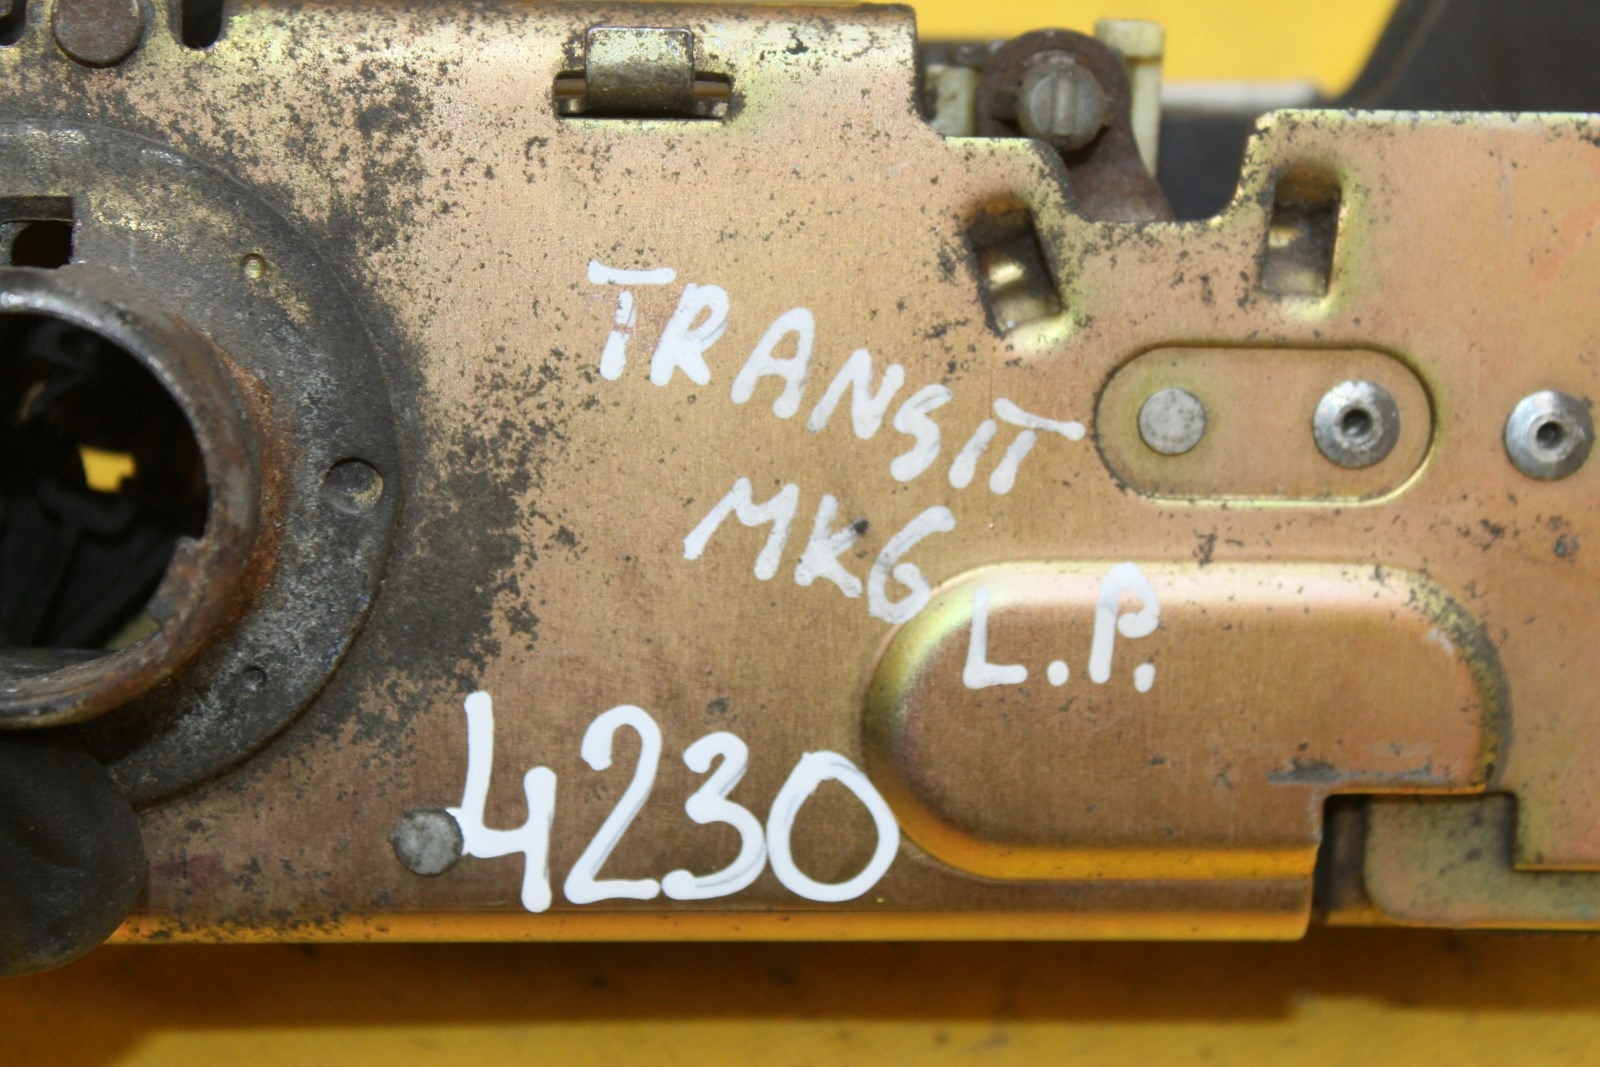 TRANSIT
MK6
L.P.
4230